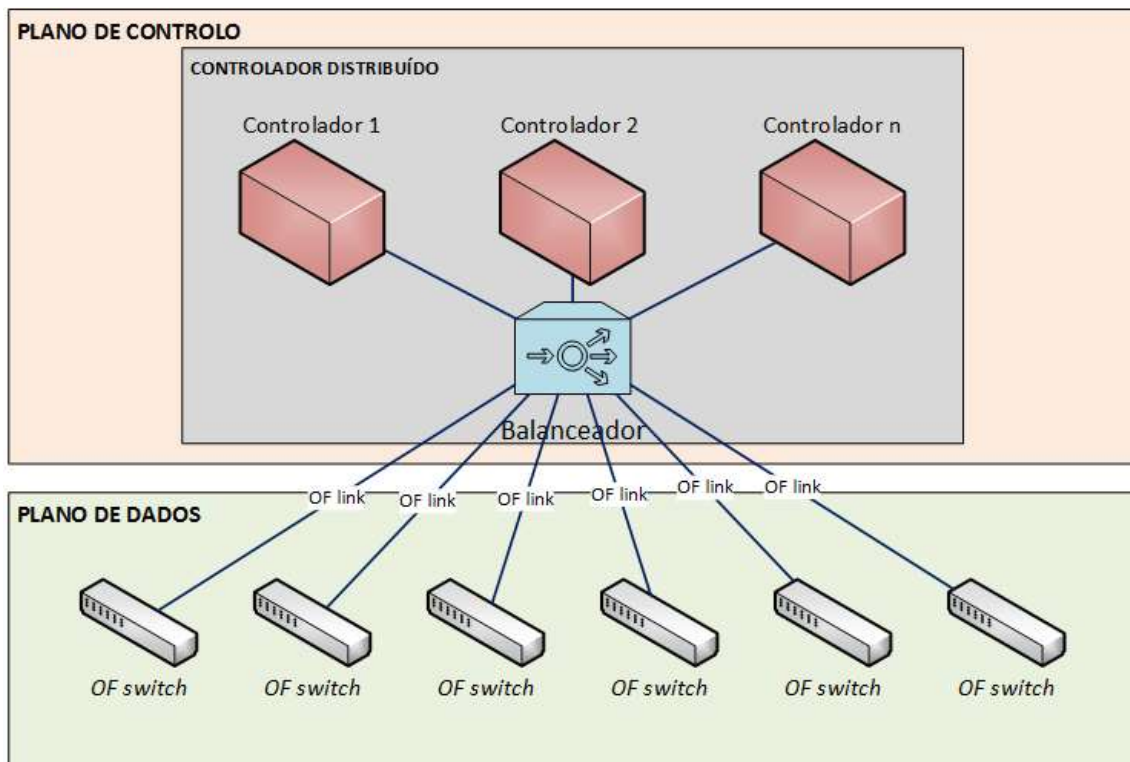 PLANO DE CONTROLO
CONTROLADOR DISTRIBUÍDO
Controlador 1
Controlador 2
Controlador n
Balanceador
OF link
OF link
OF link
OF link
OF link
OF link
PLANO DE DADOS
OF switch
OF switch
OF switch
OF switch
OF switch
OF switch